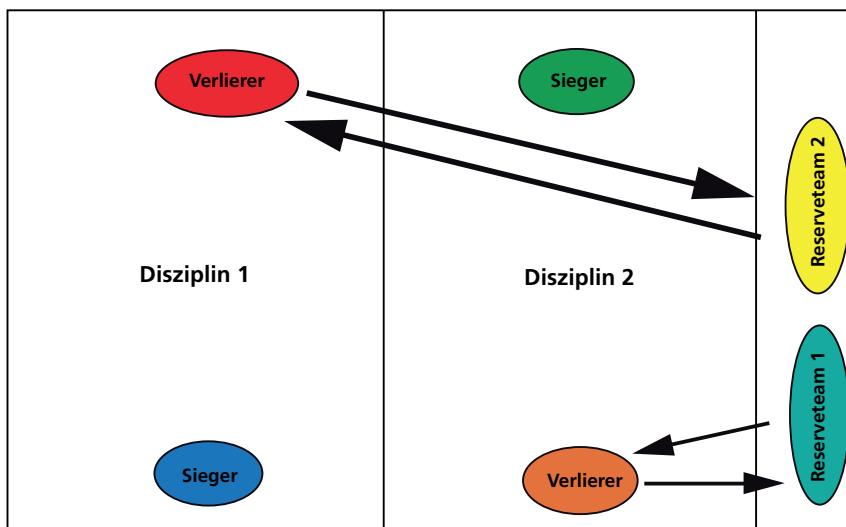 Verlierer
Sieger
Reserveteam 2
Disziplin 1
Disziplin 2
Reserveteam 1
Sieger
Verlierer